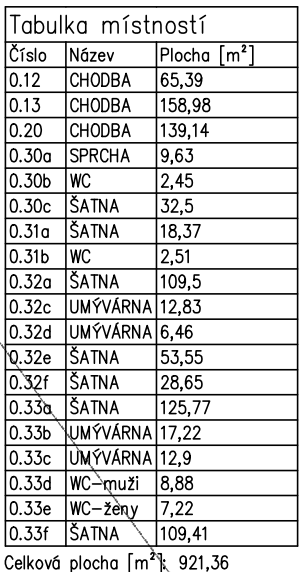 Tabulka místností
Číslo Název Plocha [m²]
0.12 CHODBA 65,39
0.13 CHODBA 158,98
0.20 CHODBA 139,14
0.30a SPRCHA 9,63
0.30b WC 2,45
0.30c ŠATNA 32,5
0.31a ŠATNA 18,37
0.31b WC 2,51
0.32a ŠATNA 109,5
0.32c UMÝVÁRNA 12,83
0.32d UMÝVÁRNA 6,46
0.32e ŠATNA 53,55
0.32f ŠATNA 28,65
0.33a ŠATNA 125,77
0.33b UMÝVÁRNA 17,22
0.33c UMÝVÁRNA 12,9
0.33d WC-muži 8,88
0.33e WC-ženy 7,22
0.33f ŠATNA 109,41
Celková plocha [m²]: 921,36